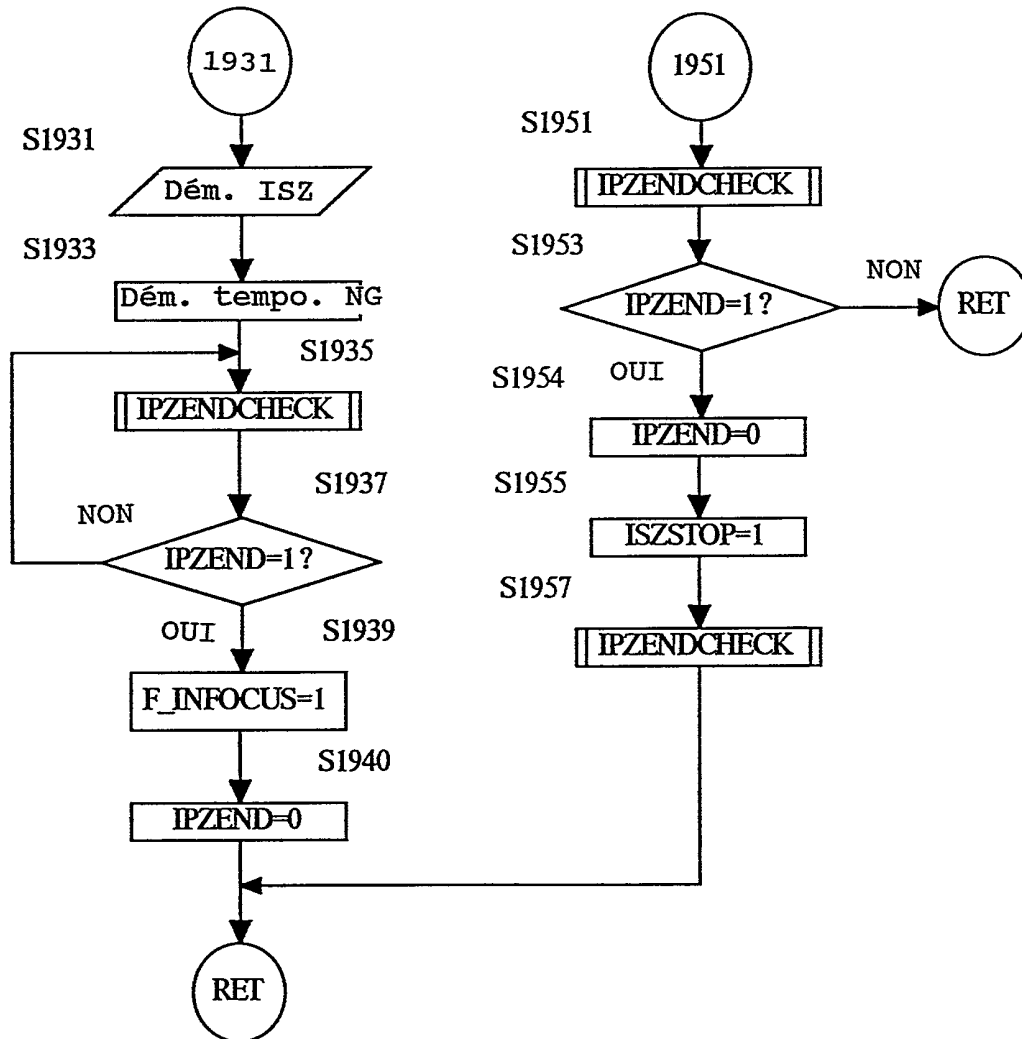 1931
S1931
Dém. ISZ
S1933
Dém. tempo. NG
S1935
IPZENDCHECK
S1937
NON
IPZEND=1?
OUI
S1939
F_INFOCUS=1
S1940
IPZEND=0
RET
1951
S1951
IPZENDCHECK
S1953
NON
IPZEND=1?
RET
S1954
OUI
IPZEND=0
S1955
ISZSTOP=1
S1957
IPZENDCHECK